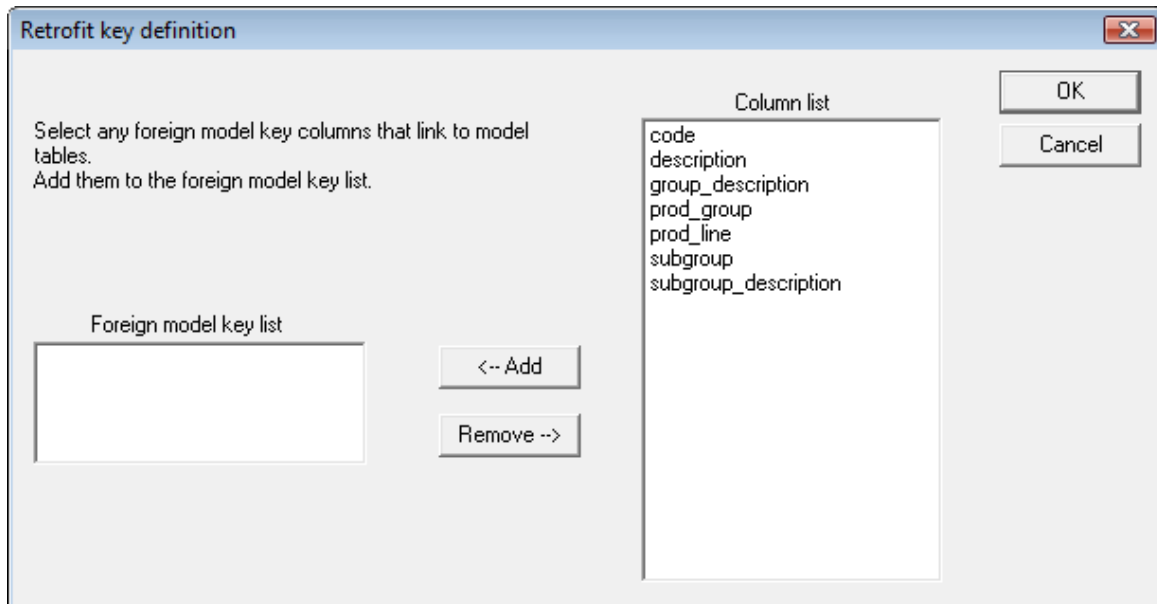 Retrofit key definition
Select any foreign model key columns that link to model
tables.
Add them to the foreign model key list.
Foreign model key list
<-- Add
Remove -->
Column list
code
description
group_description
prod_group
prod_line
subgroup
subgroup_description
OK
Cancel